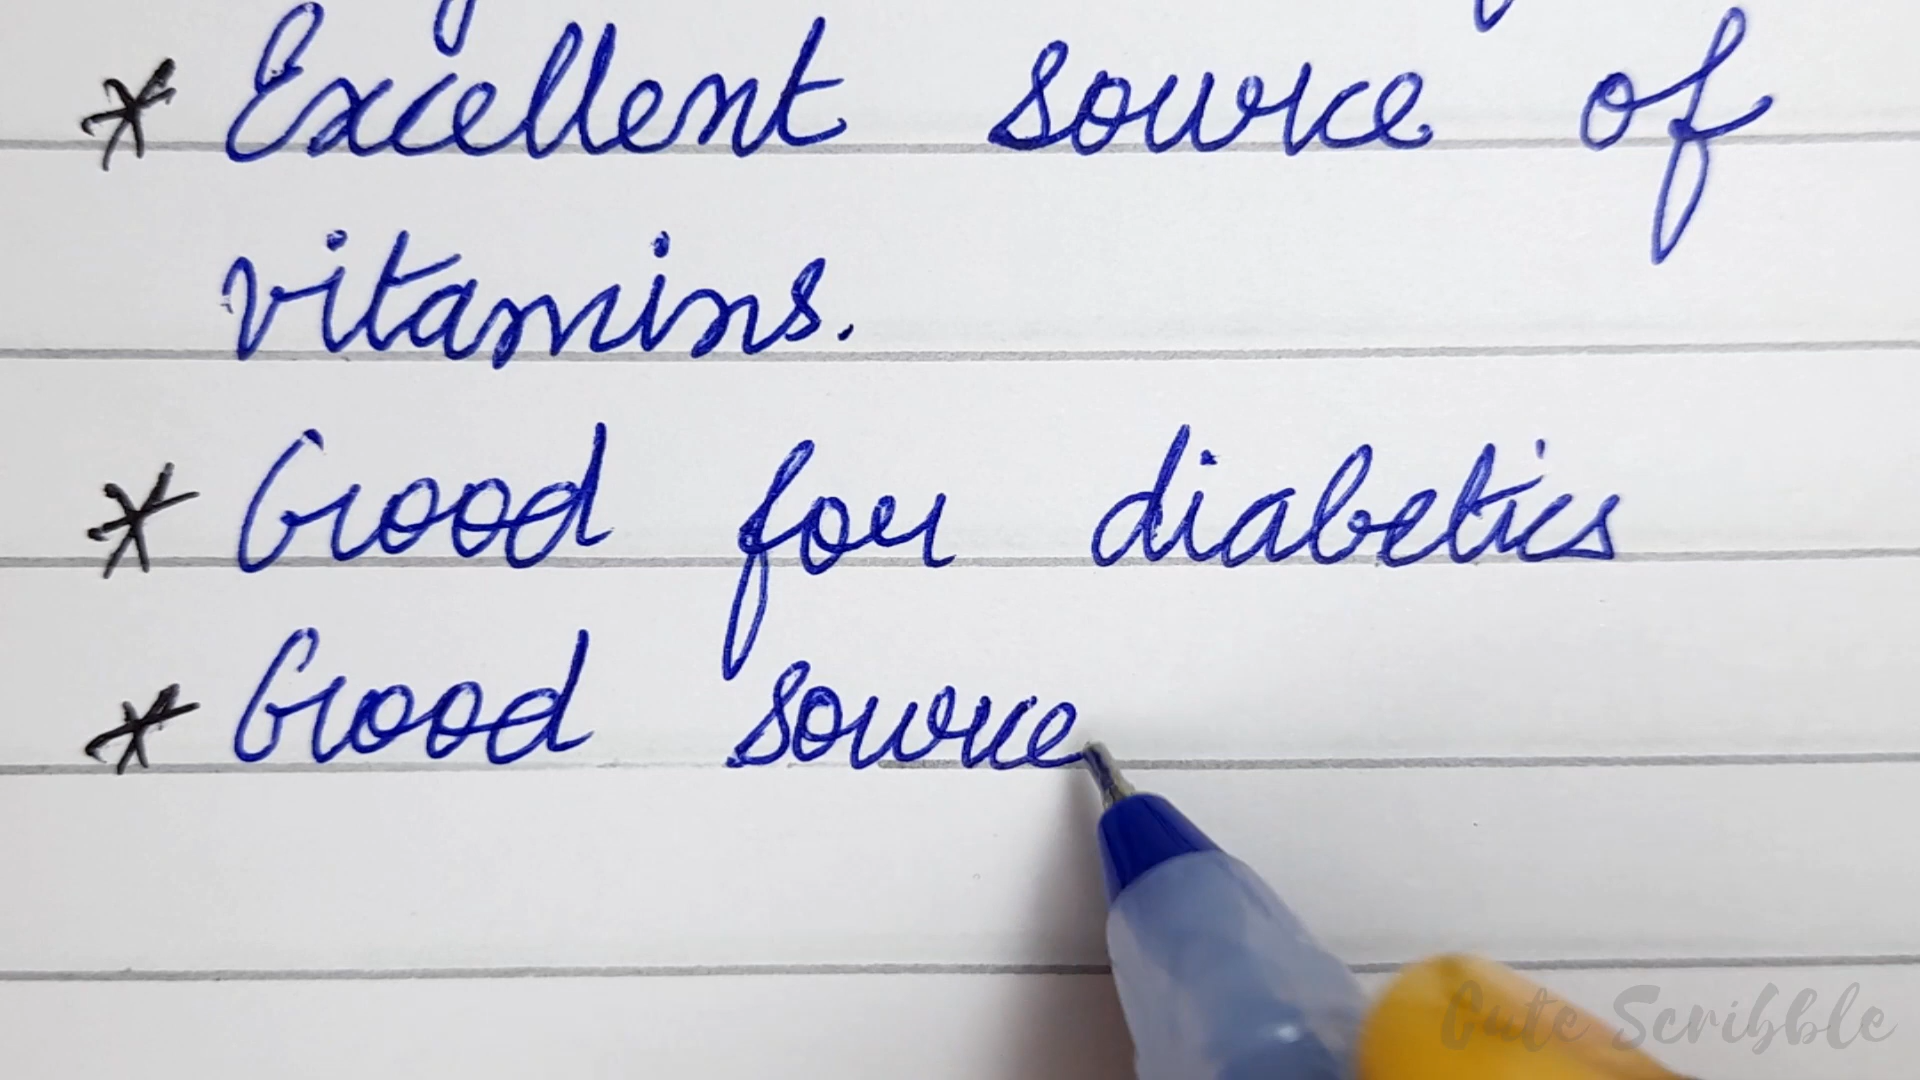 * Excellent source of
vitamins.
* Good for diabetics
* Good source
Cute Scribble